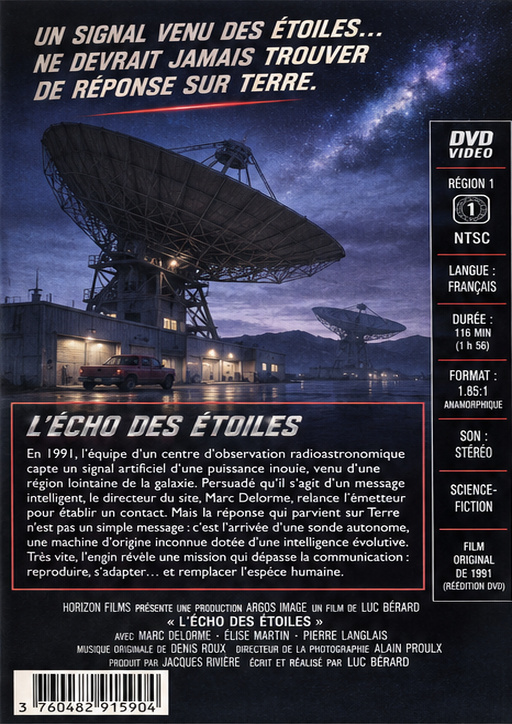 UN SIGNAL VENU DES ÉTOILES...
NE DEVRAIT JAMAIS TROUVER
DE RÉPONSE SUR TERRE.
DVD
VIDEO
RÉGION 1
1
NTSC
LANGUE :
FRANÇAIS
DURÉE :
116 MIN
(1 h 56)
FORMAT :
1.85:1
ANAMORPHIQUE
SON :
STÉRÉO
SCIENCE-
FICTION
FILM
ORIGINAL
DE 1991
(RÉÉDITION DVD)
L'ÉCHO DES ÉTOILES
En 1991, l'équipe d'un centre d'observation radioastronomique
capte un signal artificiel d'une puissance inouie, venu d'une
région lointaine de la galaxie. Persuadé qu'il s'agit d'un message
intelligent, le directeur du site, Marc Delorme, relance l'émetteur
pour établir un contact. Mais la réponse qui parvient sur Terre
n'est pas un simple message : c'est l'arrivée d'une sonde autonome,
une machine d'origine inconnue dotée d'une intelligence évolutive.
Très vite, l'engin révèle une mission qui dépasse la communication :
reproduire, s'adapter... et remplacer l'espéce humaine.
HORIZON FILMS PRÉSENTE UNE PRODUCTION ARGOS IMAGE UN FILM DE LUC BÉRARD
« L'ÉCHO DES ÉTOILES »
AVEC MARC DELORME · ÉLISE MARTIN · PIERRE LANGLAIS
MUSIQUE ORIGINALE DE DENIS ROUX DIRECTEUR DE LA PHOTOGRAPHIE ALAIN PROULX
PRODUIT PAR JACQUES RIVIÈRE ÉCRIT ET RÉALISÉ PAR LUC BÉRARD
3 760482 915904